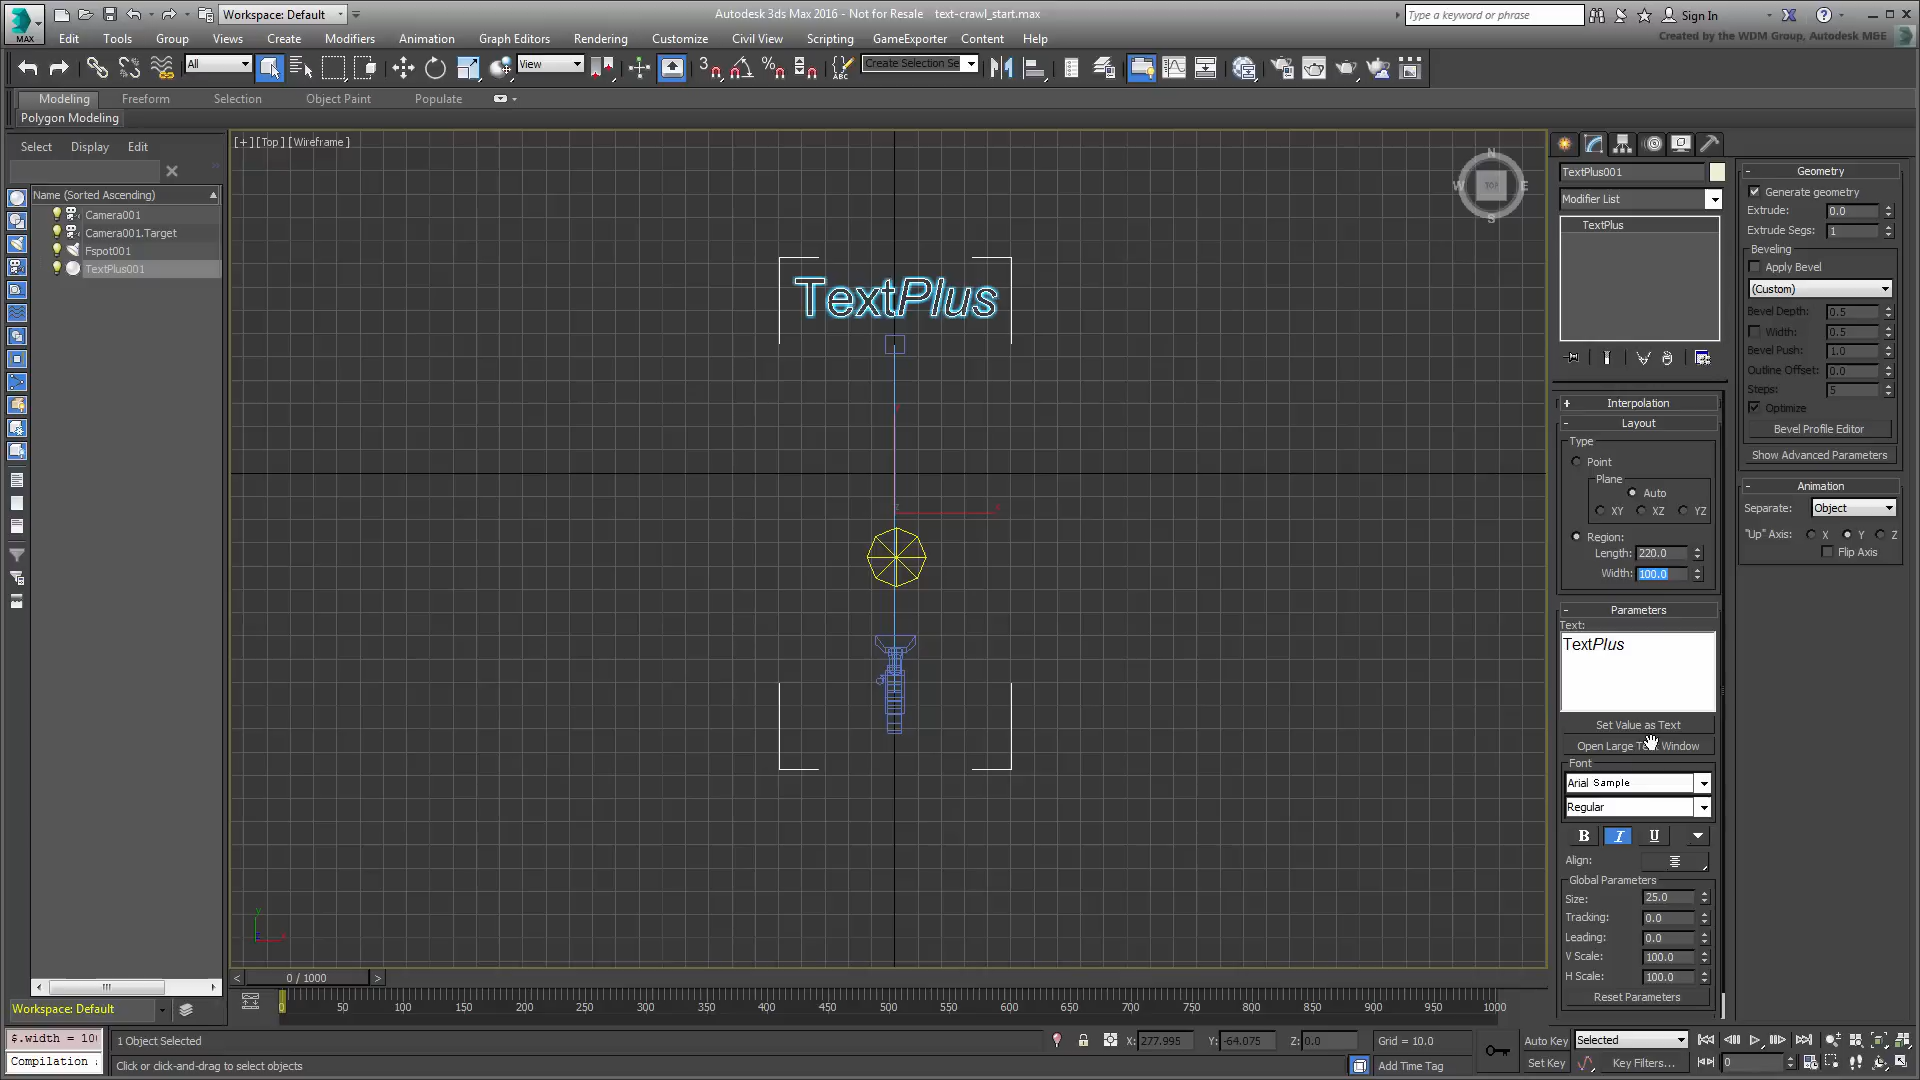 Workspace: Default
Autodesk 3ds Max 2016 - Not for Resale    text-crawl_start.max
Type a keyword or phrase
Sign In
MAX
Edit
Tools
Group
Views
Create
Modifiers
Animation
Graph Editors
Rendering
Customize
Civil View
Scripting
GameExporter
Content
Help
Created by the WDM Group, Autodesk M&E
All
View
3
ABC
Create Selection Se
Modeling
Freeform
Selection
Object Paint
Populate
Polygon Modeling
Select
Display
Edit
Name (Sorted Ascending)
Camera001
Camera001.Target
Fspot001
TextPlus001
[+] [Top] [Wireframe]
TextPlus
N
W
TOP
E
S
TextPlus001
Modifier List
TextPlus
Interpolation
Layout
Type
Point
Plane
Auto
XY
XZ
YZ
Region:
Length: 220.0
Width: 100.0
Parameters
Text:
TextPlus
Set Value as Text
Open Large Text Window
Font
Arial Sample
Regular
B I U
Align:
Global Parameters
Size: 25.0
Tracking: 0.0
Leading: 0.0
V Scale: 100.0
H Scale: 100.0
Reset Parameters
Geometry
Generate geometry
Extrude: 0.0
Extrude Segs: 1
Beveling
Apply Bevel
(Custom)
Bevel Depth: 0.5
Width: 0.5
Bevel Push: 1.0
Outline Offset: 0.0
Steps: 5
Optimize
Bevel Profile Editor
Show Advanced Parameters
Animation
Separate: Object
"Up" Axis: X Y Z
Flip Axis
0 / 1000
0 50 100 150 200 250 300 350 400 450 500 550 600 650 700 750 800 850 900 950 1000
Workspace: Default
$.width = 10
Compilation
1 Object Selected
Click or click-and-drag to select objects
X: 277.995
Y: -64.075
Z: 0.0
Grid = 10.0
Add Time Tag
Auto Key
Selected
Set Key
Key Filters...
0